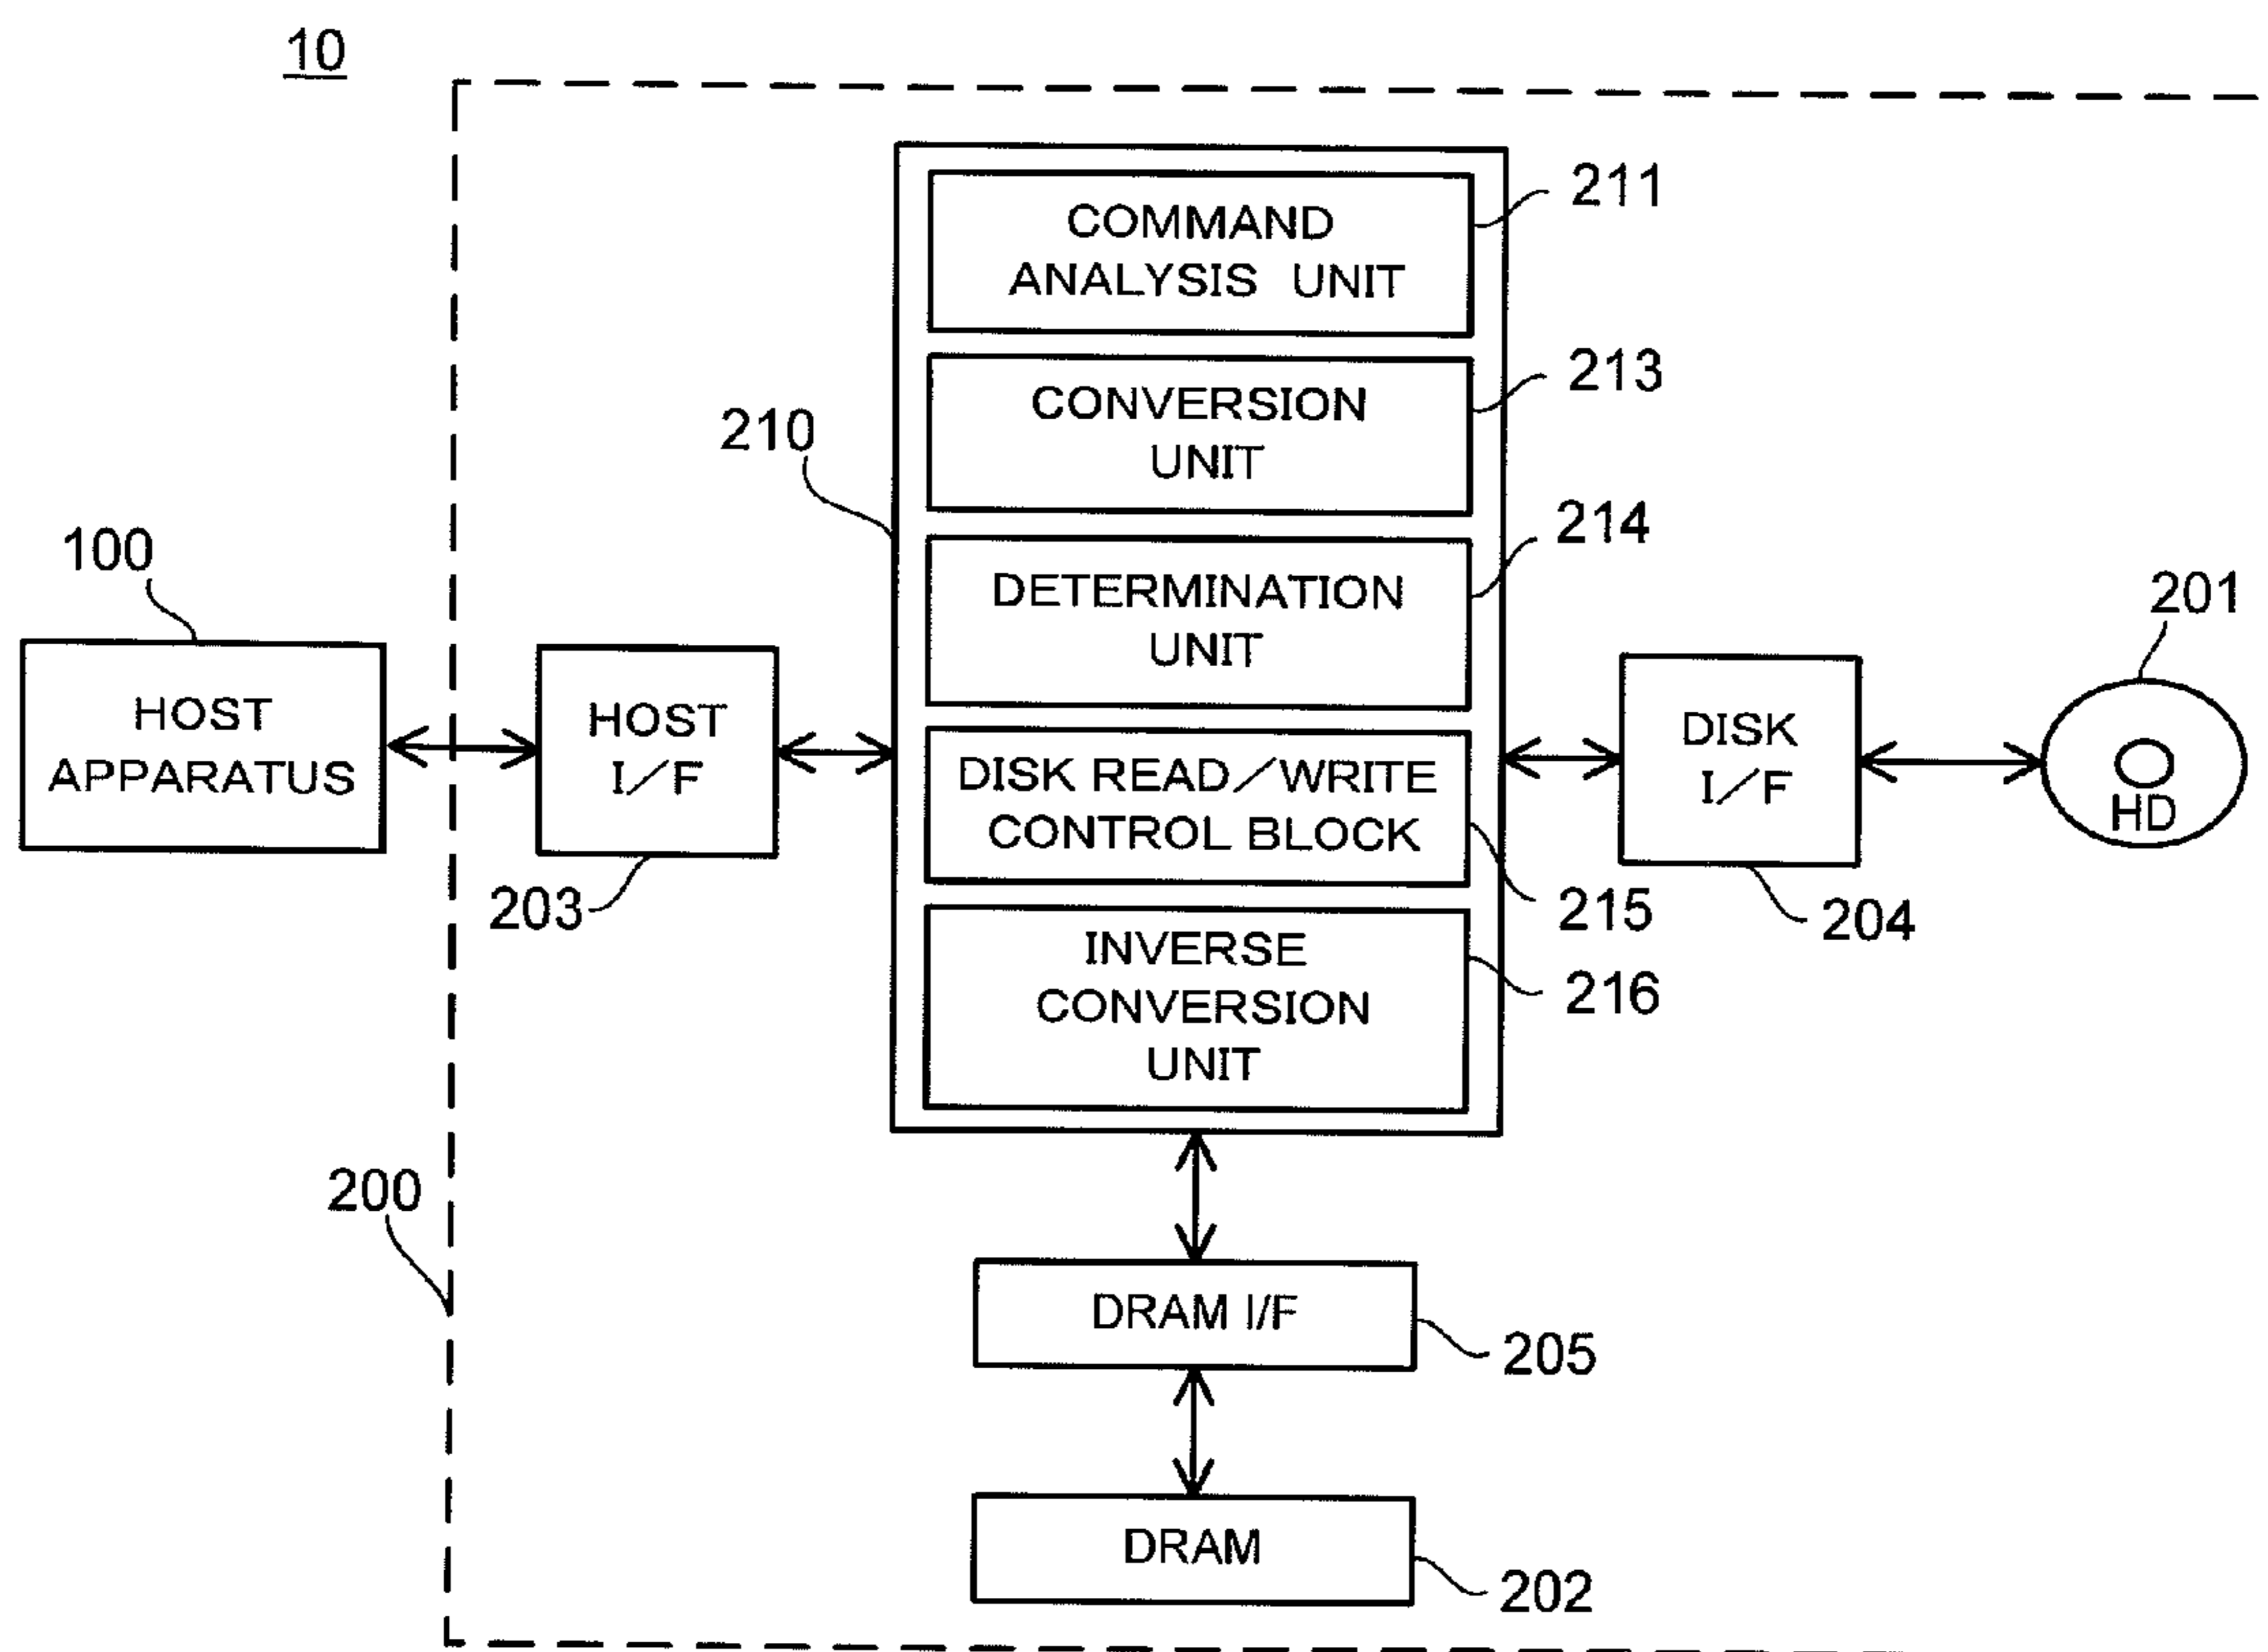 10
COMMAND
ANALYSIS UNIT
211
CONVERSION
UNIT
213
210
DETERMINATION
UNIT
214
100
HOST
APPARATUS
HOST
I/F
203
DISK READ/WRITE
CONTROL BLOCK
215
DISK
I/F
204
201
HD
INVERSE
CONVERSION
UNIT
216
200
DRAM I/F
205
DRAM
202